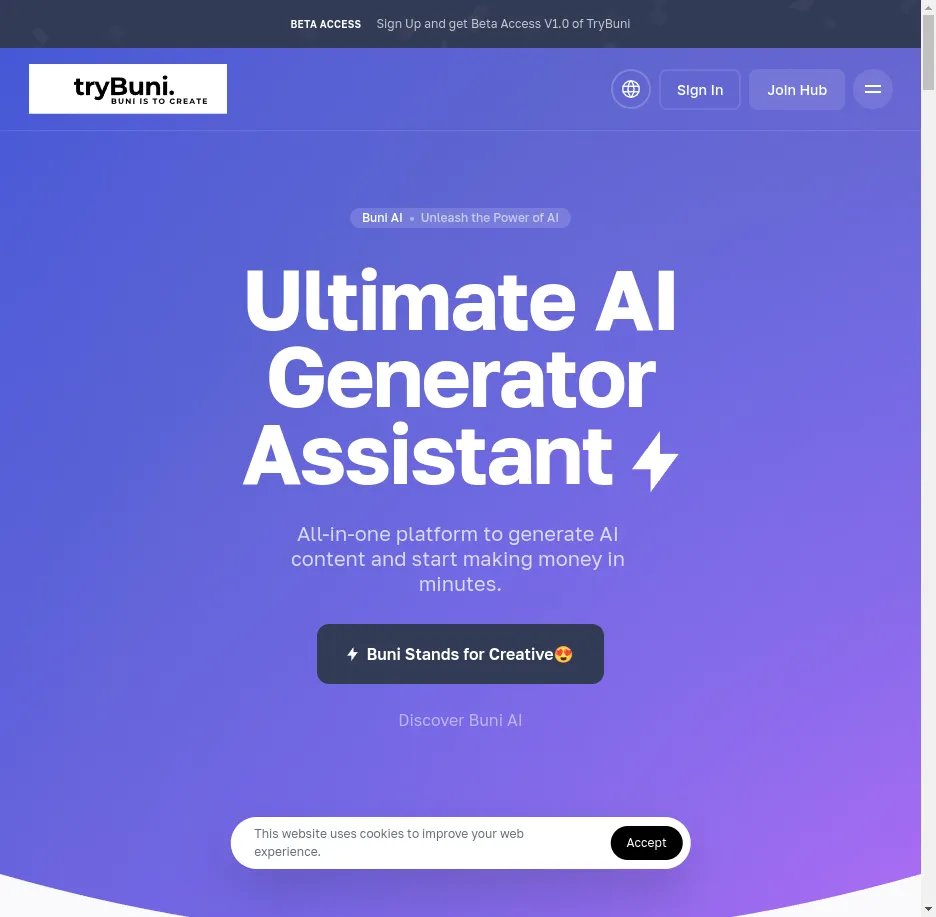 BETA ACCESS Sign Up and get Beta Access V1.0 of TryBuni
tryBuni.
BUNI IS TO CREATE
Sign In
Join Hub
Buni AI • Unleash the Power of AI
Ultimate AI
Generator
Assistant
All-in-one platform to generate AI
content and start making money in
minutes.
Buni Stands for Creative😍
Discover Buni AI
This website uses cookies to improve your web
experience.
Accept